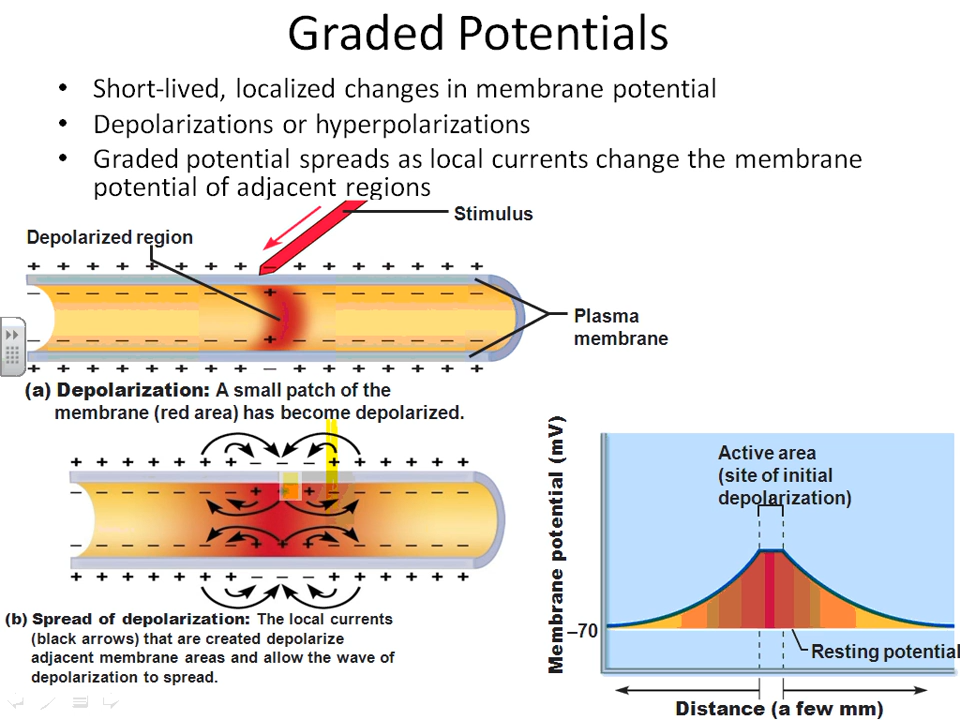 Graded Potentials
• Short-lived, localized changes in membrane potential
• Depolarizations or hyperpolarizations
• Graded potential spreads as local currents change the membrane
potential of adjacent regions
Stimulus
Depolarized region
Plasma
membrane
(a) Depolarization: A small patch of the
membrane (red area) has become depolarized.
(b) Spread of depolarization: The local currents
(black arrows) that are created depolarize
adjacent membrane areas and allow the wave of
depolarization to spread.
Membrane potential (mV)
Active area
(site of initial
depolarization)
–70
Resting potential
Distance (a few mm)